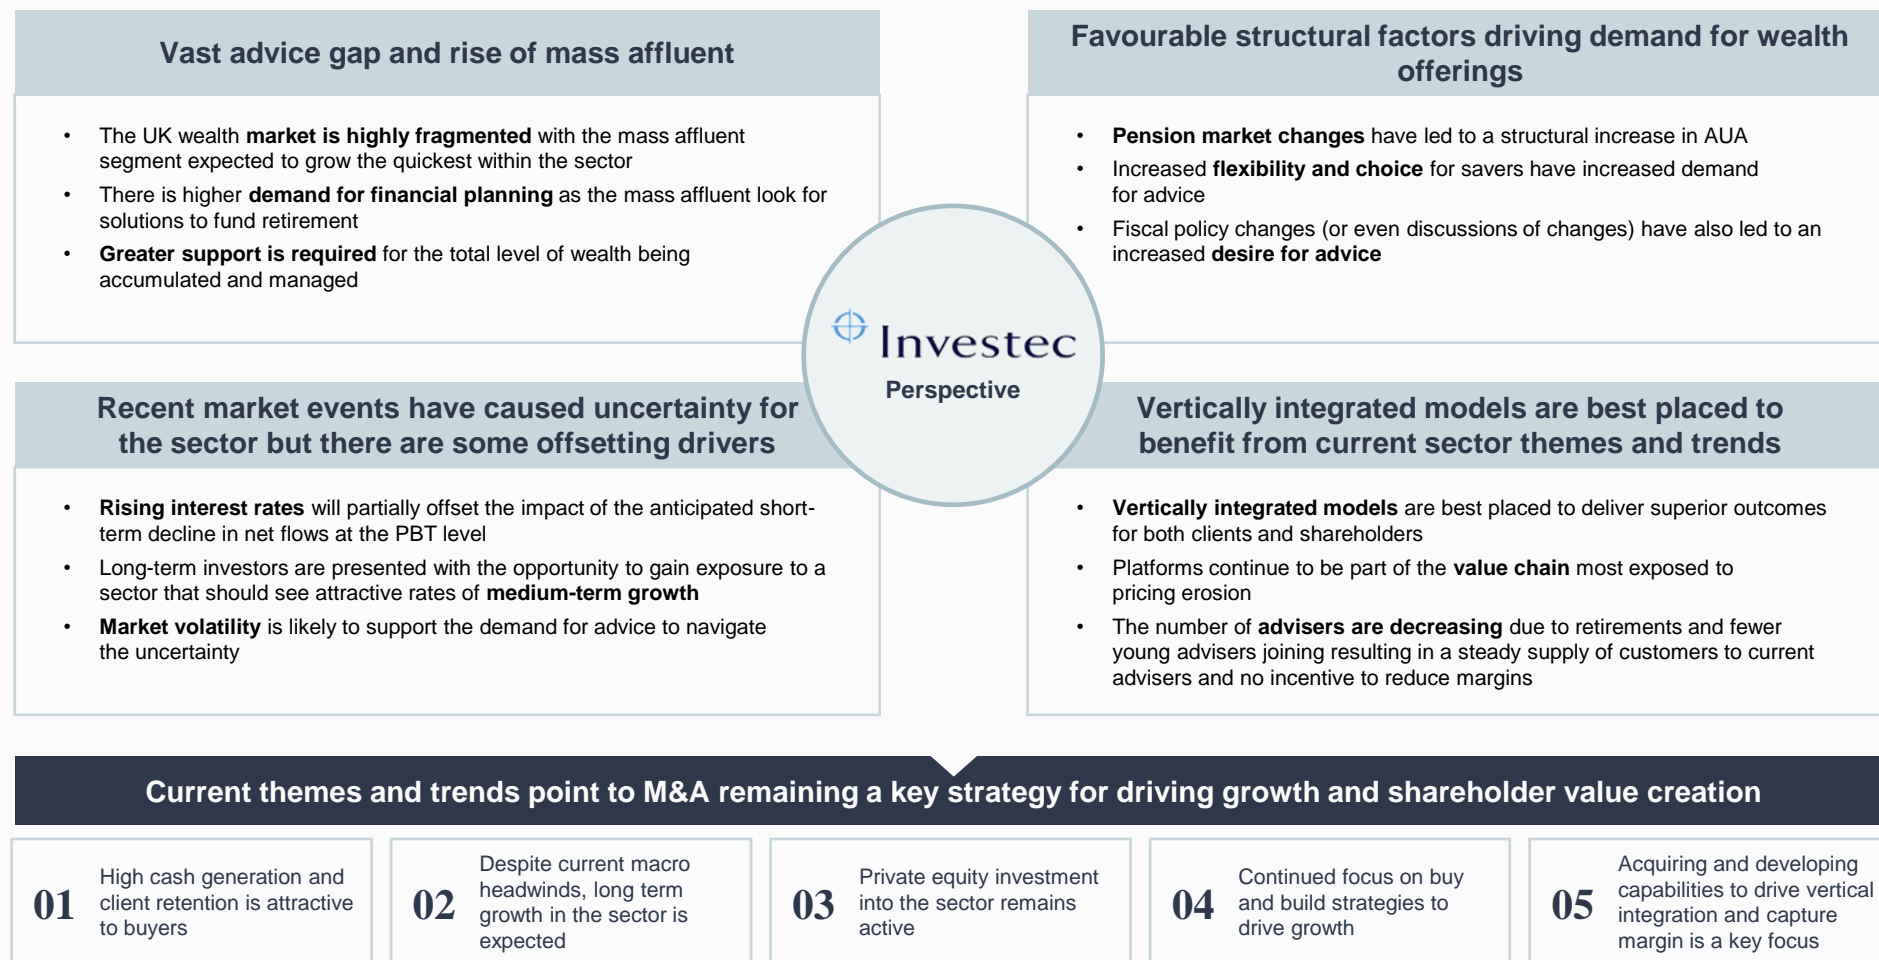 Vast advice gap and rise of mass affluent
• The UK wealth market is highly fragmented with the mass affluent
segment expected to grow the quickest within the sector
• There is higher demand for financial planning as the mass affluent look for
solutions to fund retirement
• Greater support is required for the total level of wealth being
accumulated and managed
Favourable structural factors driving demand for wealth
offerings
• Pension market changes have led to a structural increase in AUA
• Increased flexibility and choice for savers have increased demand
for advice
• Fiscal policy changes (or even discussions of changes) have also led to an
increased desire for advice
Investec
Perspective
Recent market events have caused uncertainty for
the sector but there are some offsetting drivers
• Rising interest rates will partially offset the impact of the anticipated short-
term decline in net flows at the PBT level
• Long-term investors are presented with the opportunity to gain exposure to a
sector that should see attractive rates of medium-term growth
• Market volatility is likely to support the demand for advice to navigate
the uncertainty
Vertically integrated models are best placed to
benefit from current sector themes and trends
• Vertically integrated models are best placed to deliver superior outcomes
for both clients and shareholders
• Platforms continue to be part of the value chain most exposed to
pricing erosion
• The number of advisers are decreasing due to retirements and fewer
young advisers joining resulting in a steady supply of customers to current
advisers and no incentive to reduce margins
Current themes and trends point to M&A remaining a key strategy for driving growth and shareholder value creation
01
High cash generation and
client retention is attractive
to buyers
02
Despite current macro
headwinds, long term
growth in the sector is
expected
03
Private equity investment
into the sector remains
active
04
Continued focus on buy
and build strategies to
drive growth
05
Acquiring and developing
capabilities to drive vertical
integration and capture
margin is a key focus